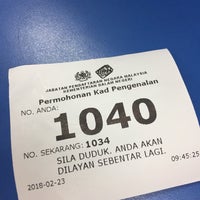 JABATAN PENDAFTARAN NEGARA MALAYSIA
KEMENTERIAN DALAM NEGERI
Permohonan Kad Pengenalan
NO. ANDA:
1040
NO. SEKARANG: 1034
SILA DUDUK. ANDA AKAN
DILAYAN SEBENTAR LAGI.
2018-02-23 09:45:25